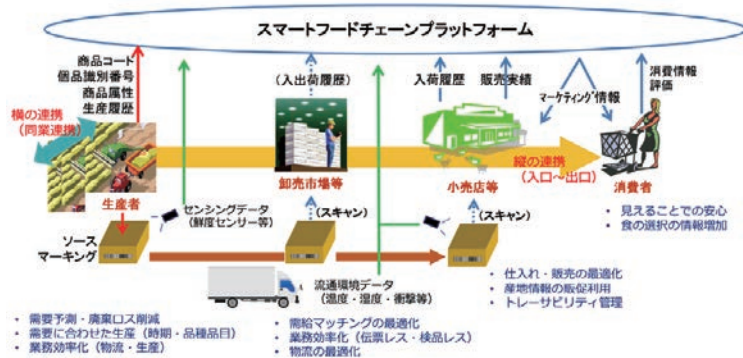 スマートフードチェーンプラットフォーム
商品コード
個品識別番号
商品属性
生産履歴
(入出荷履歴)
入荷履歴
販売実績
マーケティング情報
消費情報
評価
横の連携
(同業連携)
縦の連携
(入口~出口)
生産者
卸売市場等
小売店等
消費者
センシングデータ
(鮮度センサー等)
(スキャン)
(スキャン)
・見えることでの安心
・食の選択の情報増加
ソース
マーキング
流通環境データ
(温度・湿度・衝撃等)
・仕入れ・販売の最適化
・産地情報の販促利用
・トレーサビリティ管理
・需要予測・廃棄ロス削減
・需要に合わせた生産(時期・品種品目)
・業務効率化(物流・生産)
・需給マッチングの最適化
・業務効率化(伝票レス・検品レス)
・物流の最適化